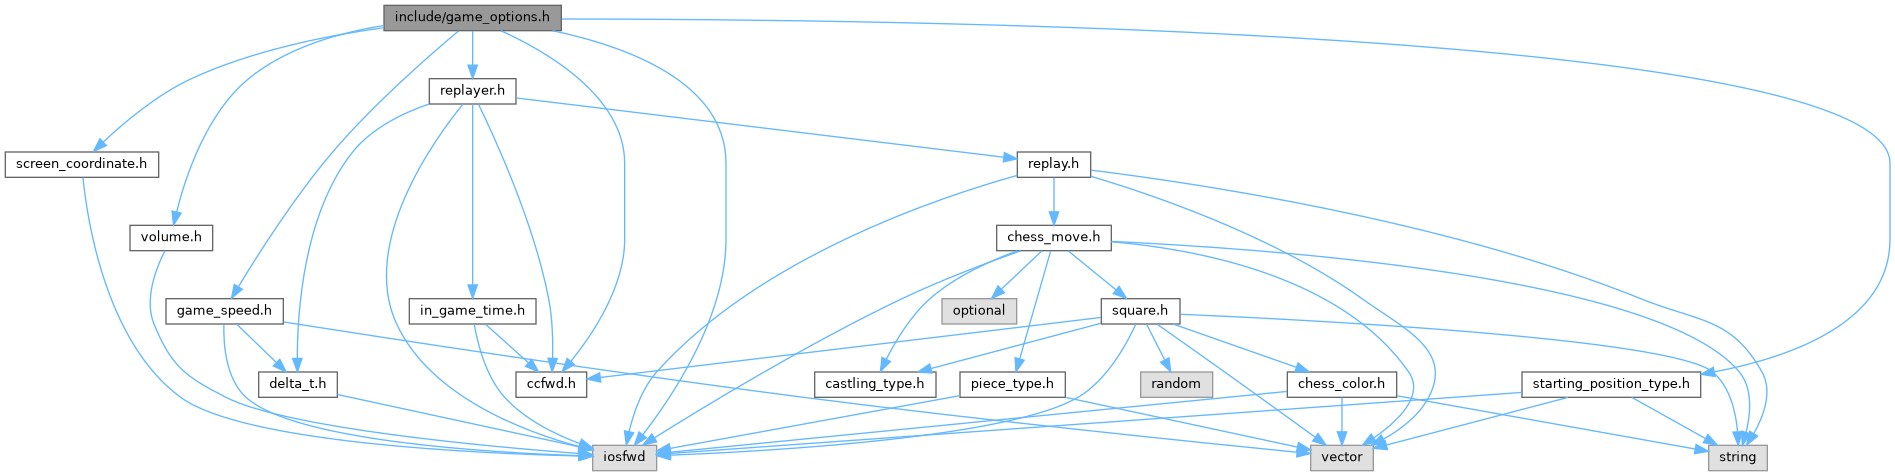 include/game_options.h
replayer.h
screen_coordinate.h
replay.h
volume.h
chess_move.h
game_speed.h
in_game_time.h
optional
square.h
delta_t.h
ccfwd.h
castling_type.h
piece_type.h
random
chess_color.h
starting_position_type.h
iosfwd
vector
string